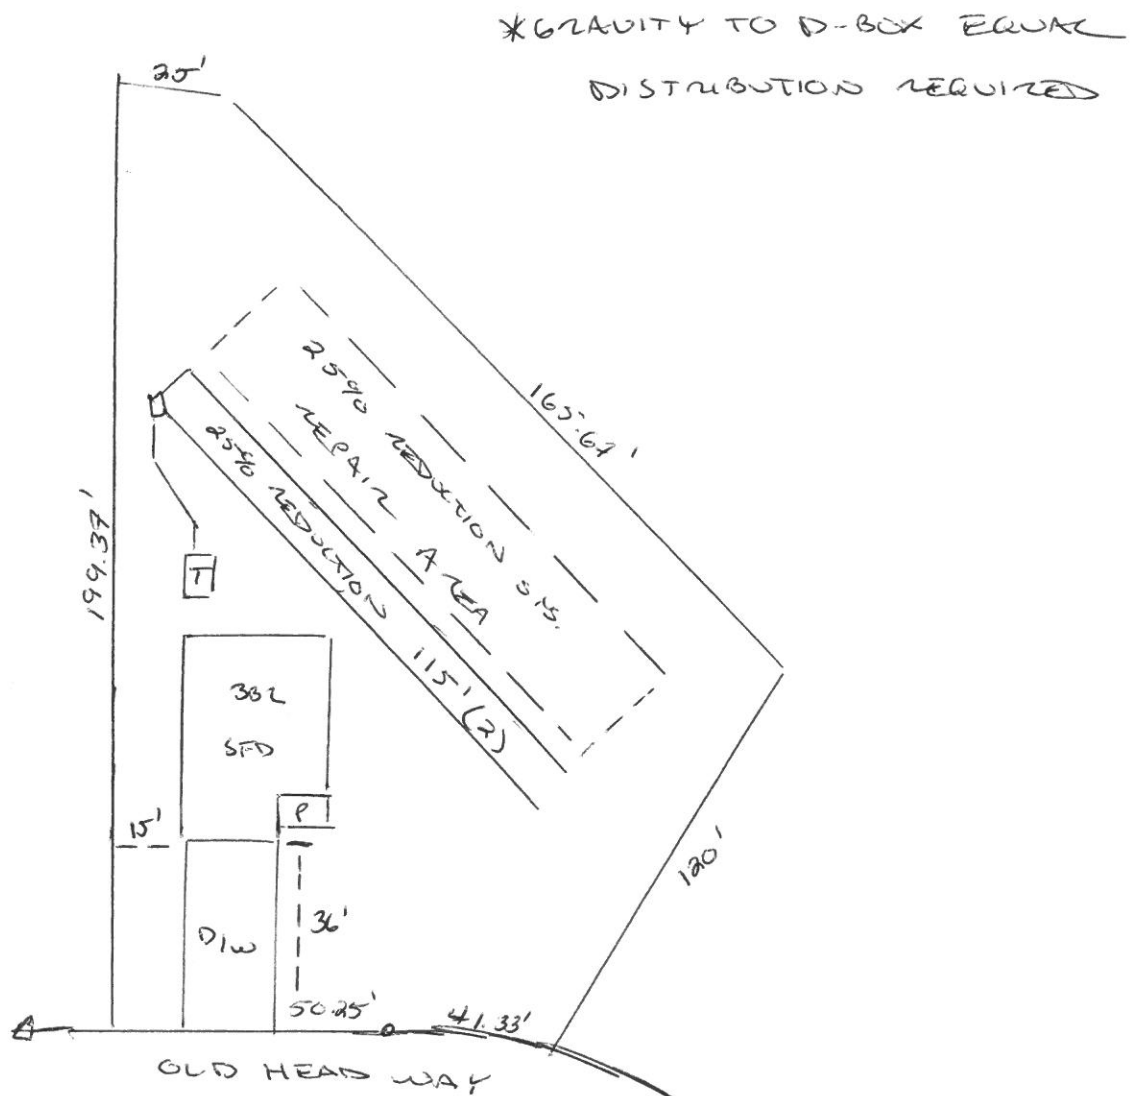 *GRAVITY TO D-BOX EQUAL
DISTRIBUTION REQUIRED
25'
165.67'
25% REDUCTION SYS.
REPAIR AREA
25% REDUCTION 115' (2)
199.37'
T
3BR
SFD
P
15'
D/W
36'
120'
50.25'
41.33'
OLD HEAD WAY